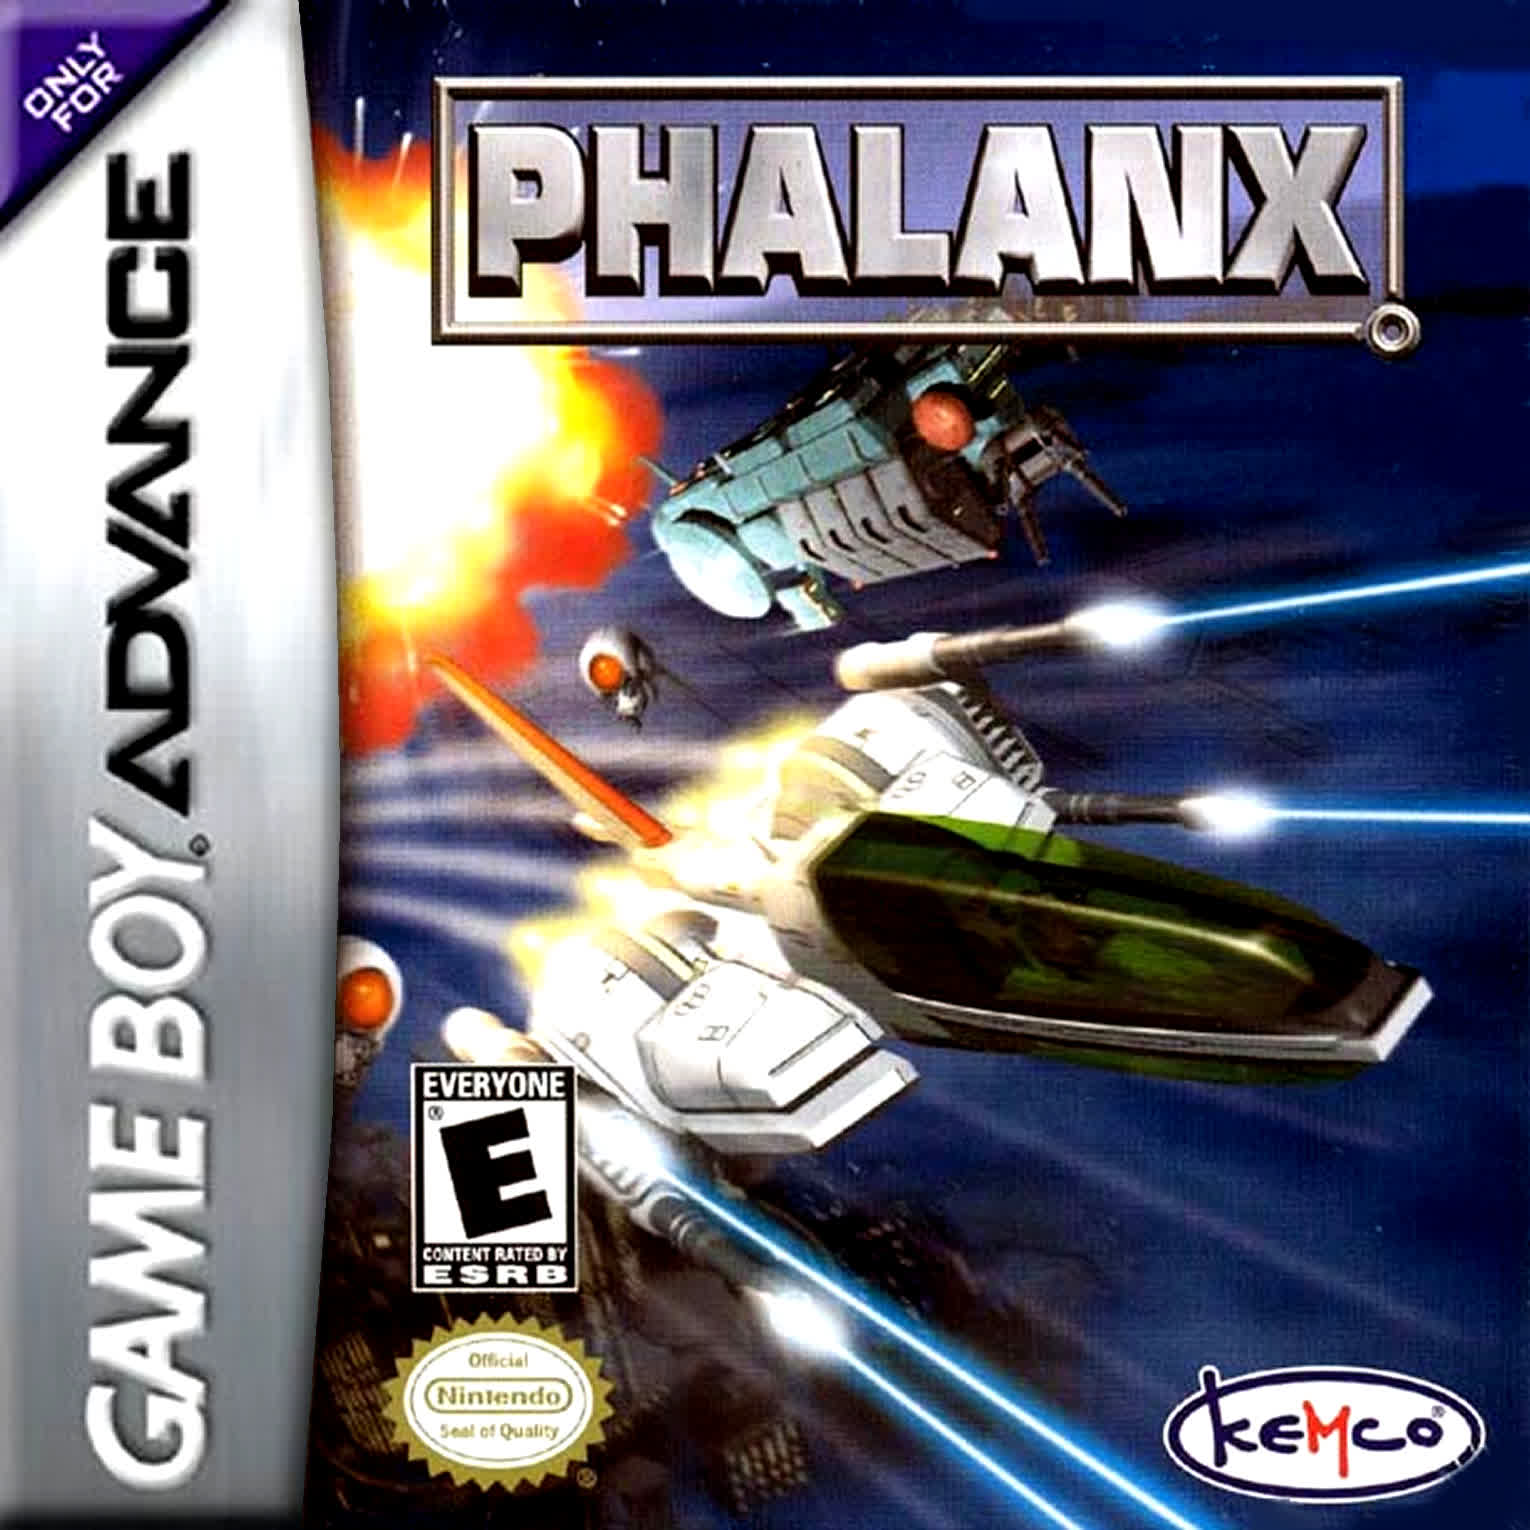 ONLY
FOR
GAME BOY ADVANCE
PHALANX
EVERYONE
E
CONTENT RATED BY
ESRB
Official
Nintendo
Seal of Quality
KEMCO